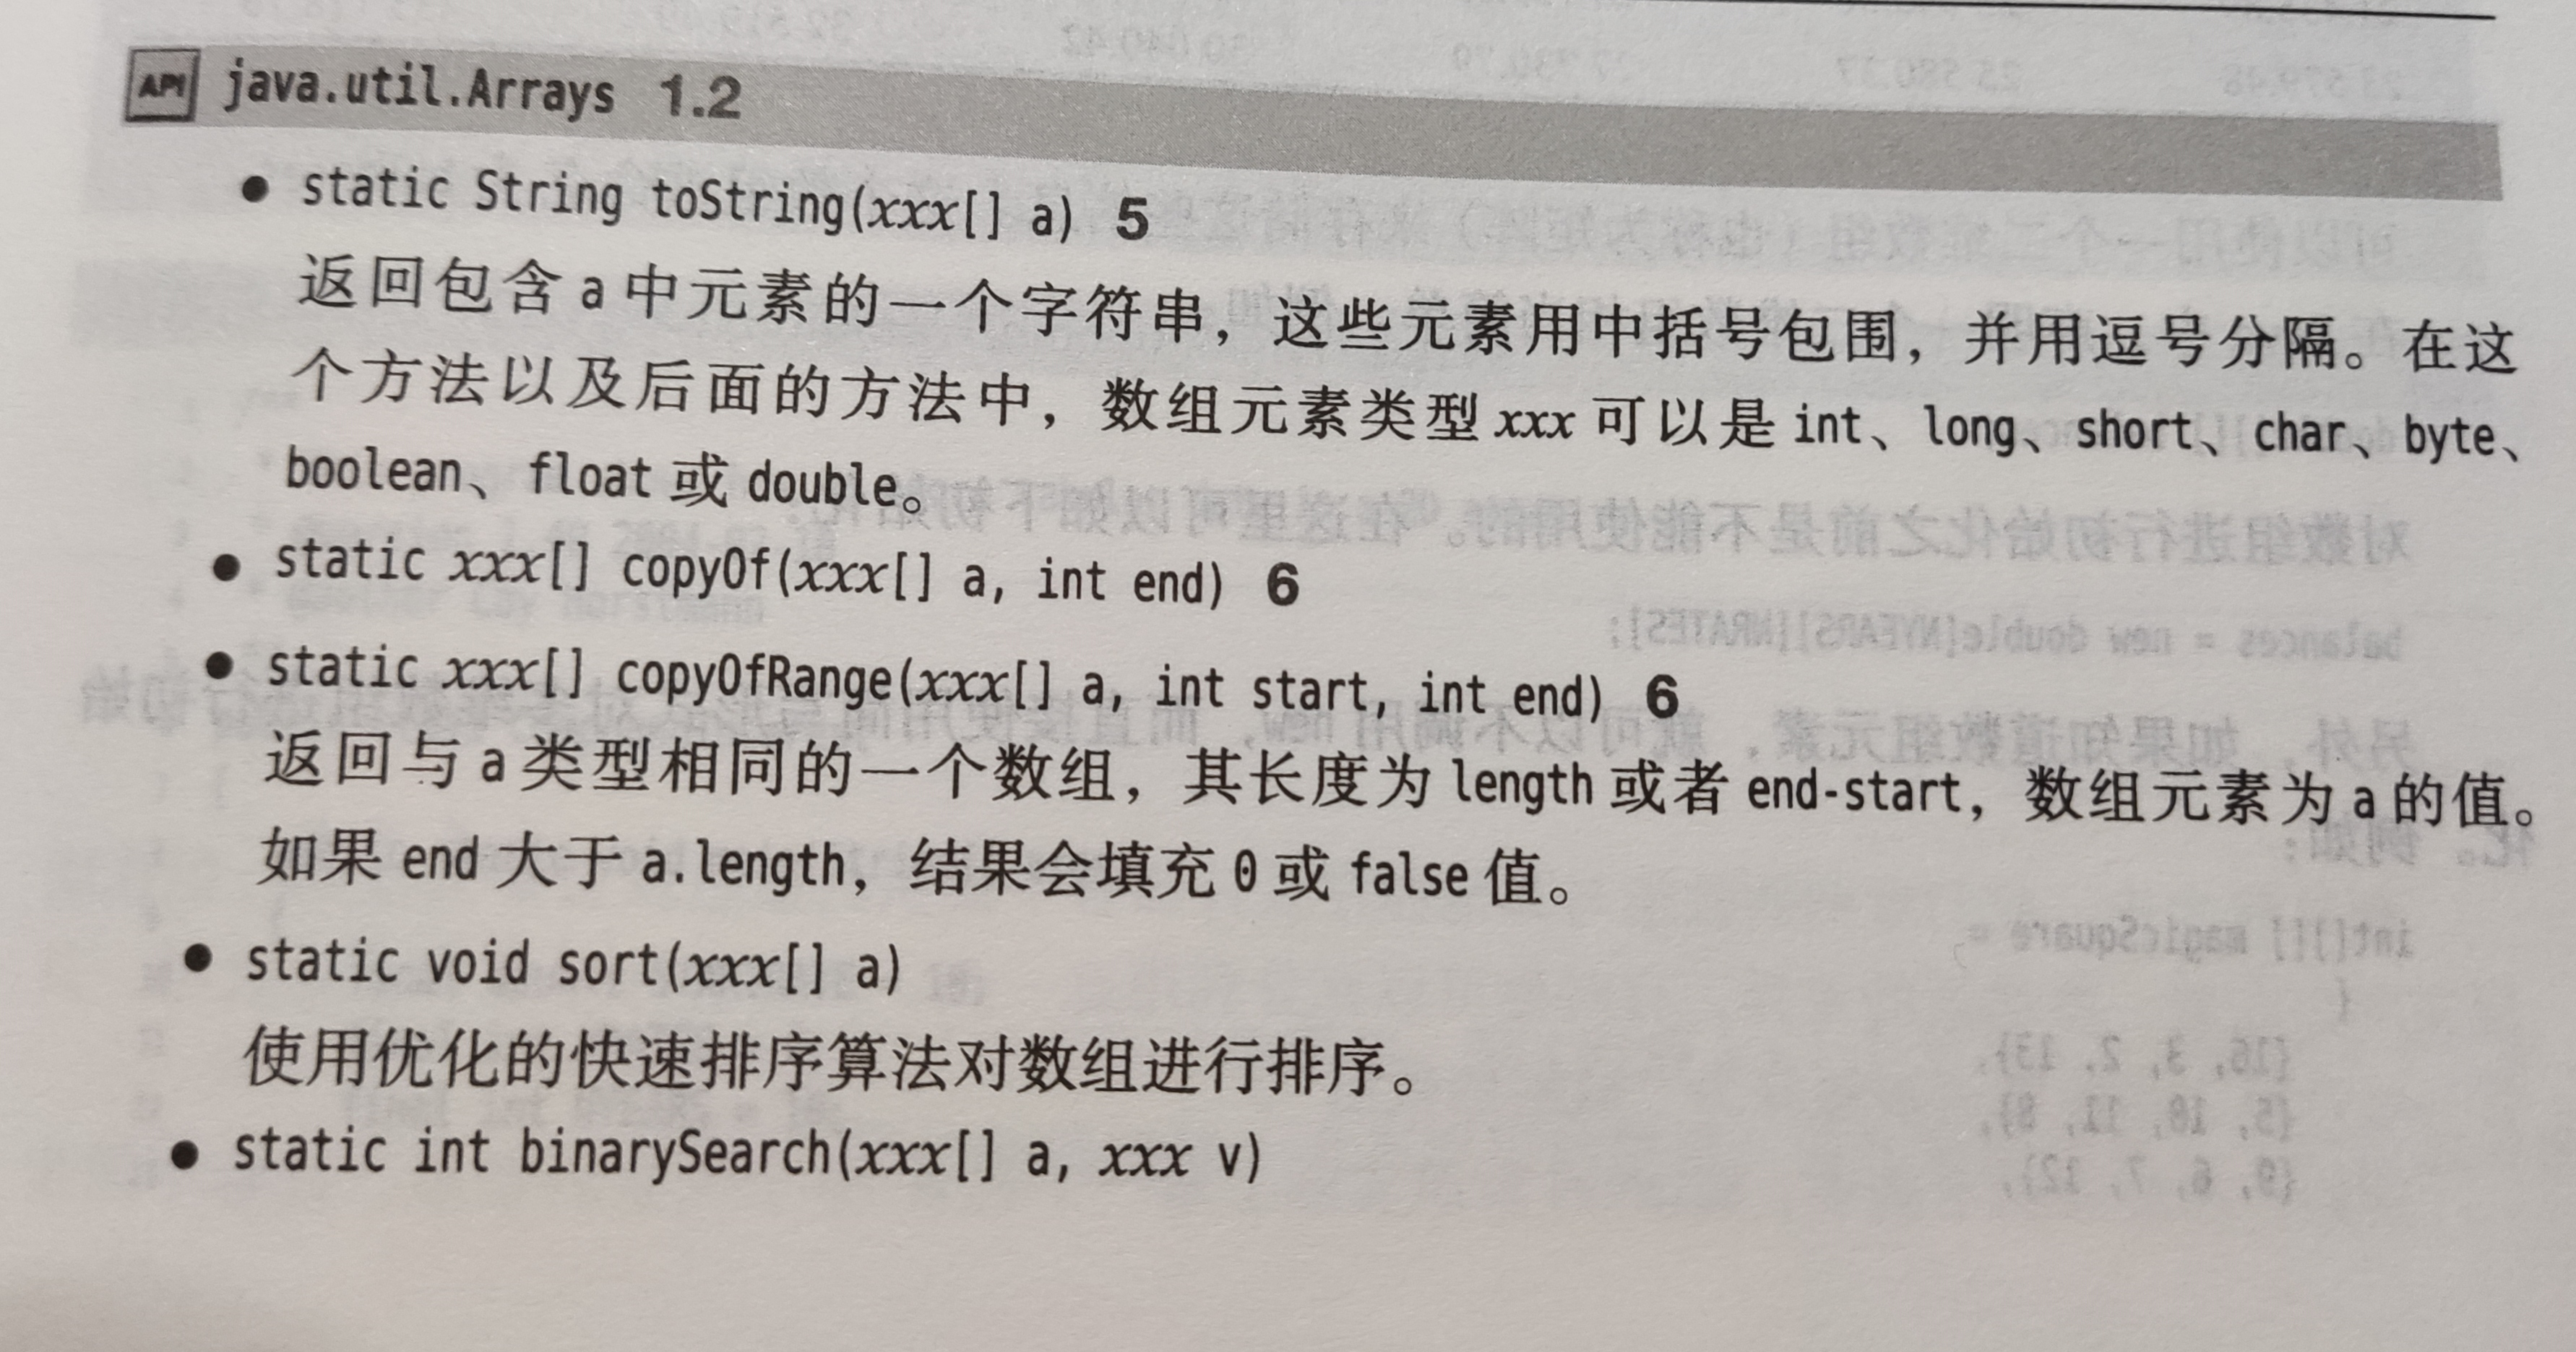 API java.util.Arrays 1.2
● static String toString(xxx[] a) 5
返回包含 a 中元素的一个字符串，这些元素用中括号包围，并用逗号分隔。在这
个方法以及后面的方法中，数组元素类型 xxx 可以是 int、long、short、char、byte、
boolean、float 或 double。
● static xxx[] copyOf(xxx[] a, int end) 6
● static xxx[] copyOfRange(xxx[] a, int start, int end) 6
返回与 a 类型相同的一个数组，其长度为 length 或者 end-start，数组元素为 a 的值。
如果 end 大于 a.length，结果会填充 0 或 false 值。
● static void sort(xxx[] a)
使用优化的快速排序算法对数组进行排序。
● static int binarySearch(xxx[] a, xxx v)